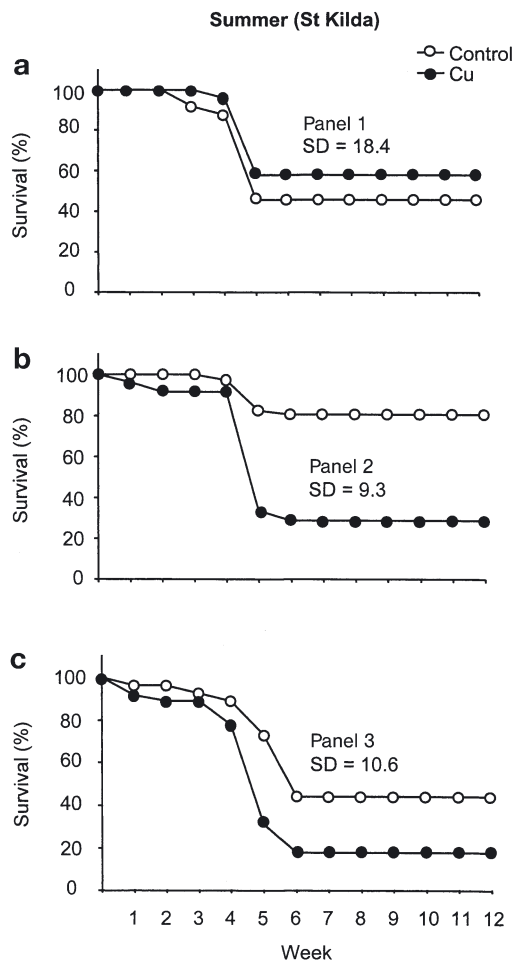 Summer (St Kilda)
Control
Cu
a
100
80
60
40
20
0
Survival (%)
Panel 1
SD = 18.4
b
100
80
60
40
20
0
Survival (%)
Panel 2
SD = 9.3
c
100
80
60
40
20
0
Survival (%)
Panel 3
SD = 10.6
1 2 3 4 5 6 7 8 9 10 11 12
Week